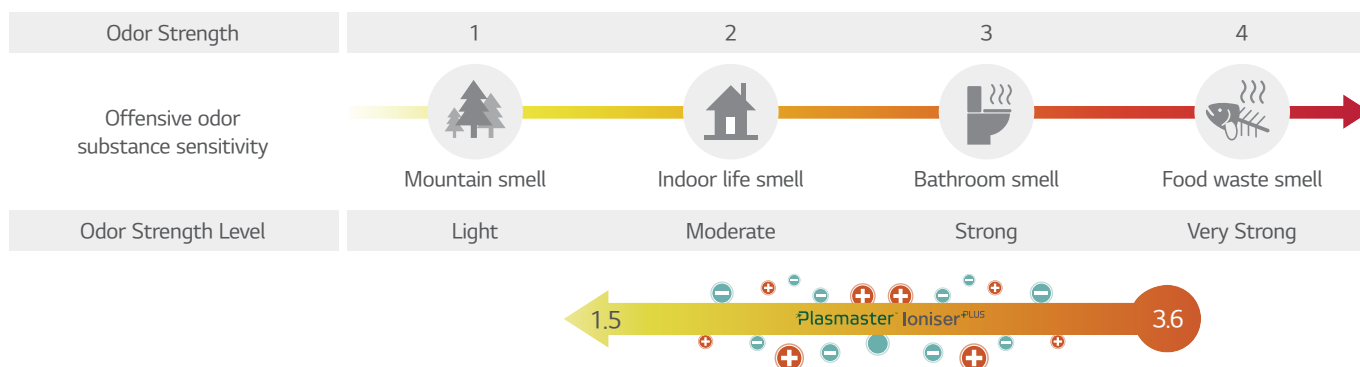 Odor Strength 1 2 3 4
Offensive odor
substance sensitivity
Mountain smell Indoor life smell Bathroom smell Food waste smell
Odor Strength Level Light Moderate Strong Very Strong
1.5 Plasmaster Ioniser PLUS 3.6